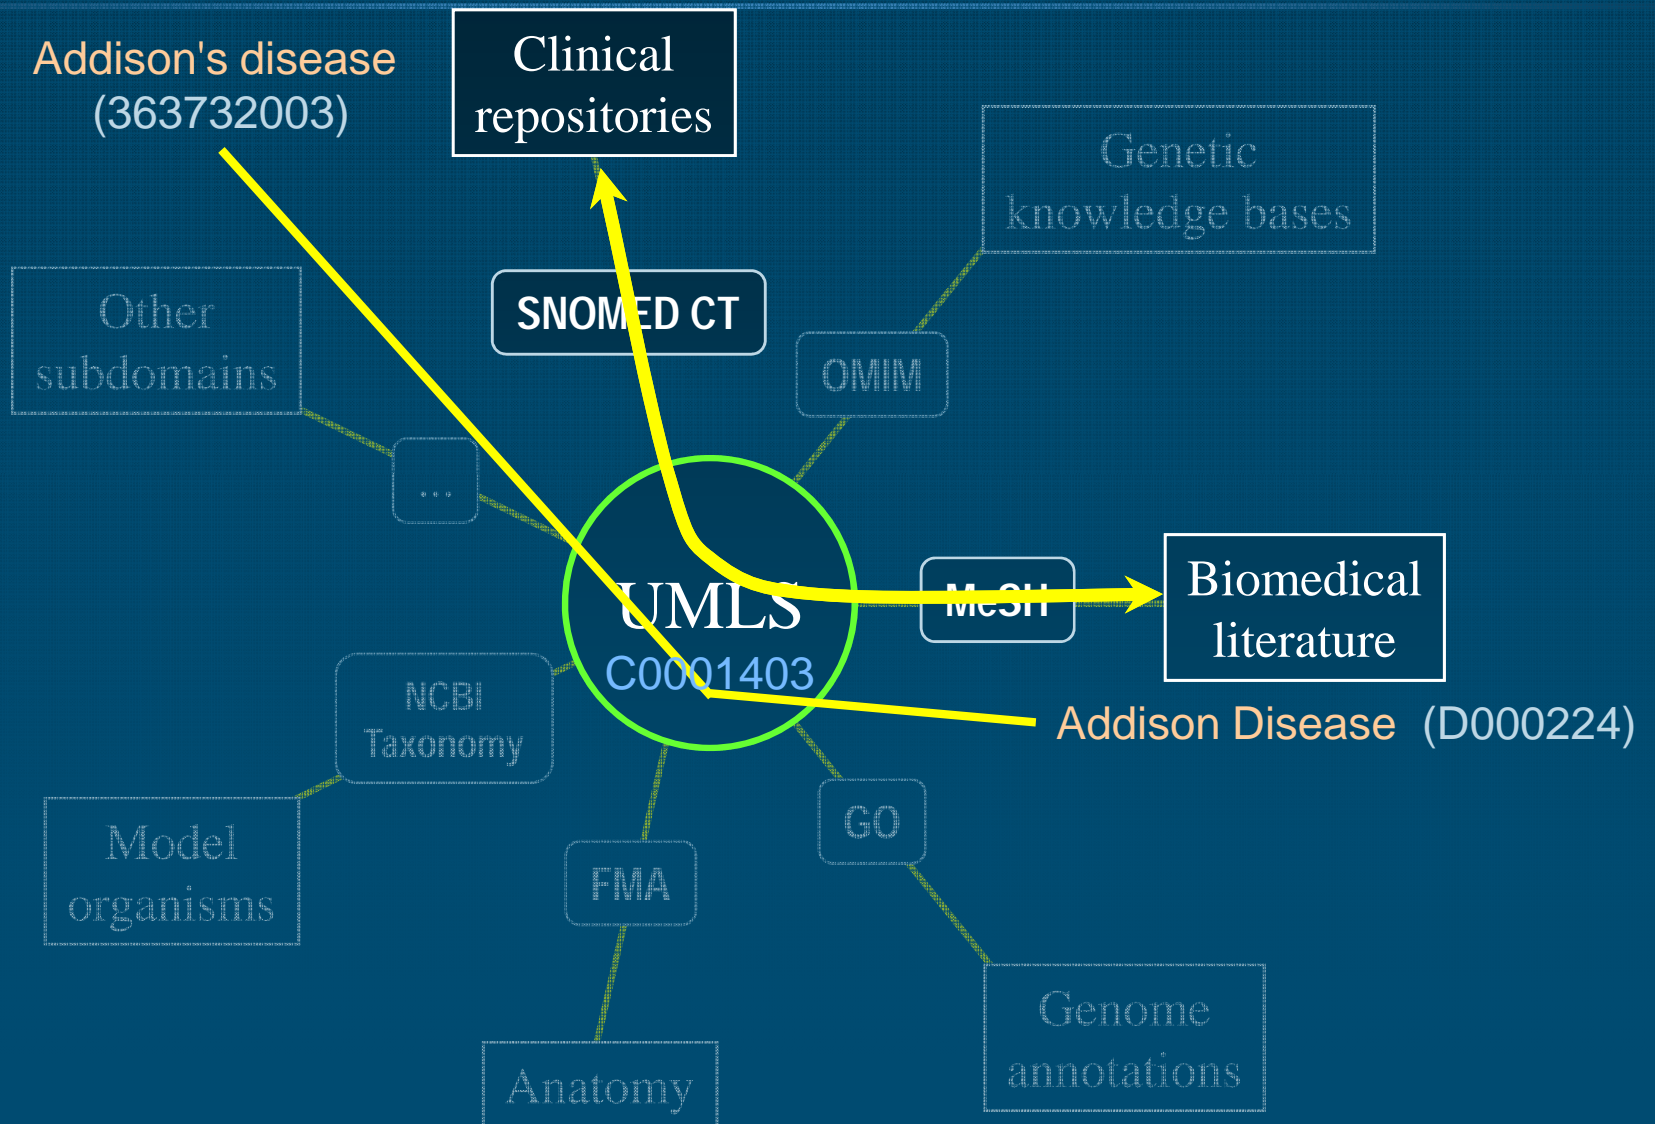 Addison's disease
(363732003)
Clinical
repositories
Genetic
knowledge bases
Other
subdomains
SNOMED CT
OMIM
...
UMLS
C0001403
MeSH
Biomedical
literature
Addison Disease (D000224)
NCBI
Taxonomy
Model
organisms
FMA
GO
Genome
annotations
Anatomy